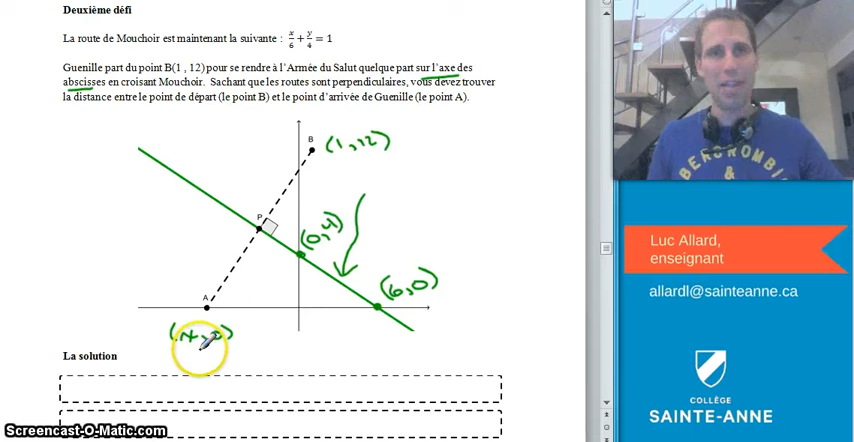 Deuxième défi
La route de Mouchoir est maintenant la suivante : x/6 + y/4 = 1
Guenille part du point B(1 , 12) pour se rendre à l'Armée du Salut quelque part sur l'axe des
abscisses en croisant Mouchoir. Sachant que les routes sont perpendiculaires, vous devez trouver
la distance entre le point de départ (le point B) et le point d'arrivée de Guenille (le point A).
B
(1,12)
P
(0,4)
(6,0)
A
(x,0)
La solution
ABERCROMBIE
&
Luc Allard,
enseignant
allardl@sainteanne.ca
COLLÈGE
SAINTE-ANNE
Screencast-O-Matic.com